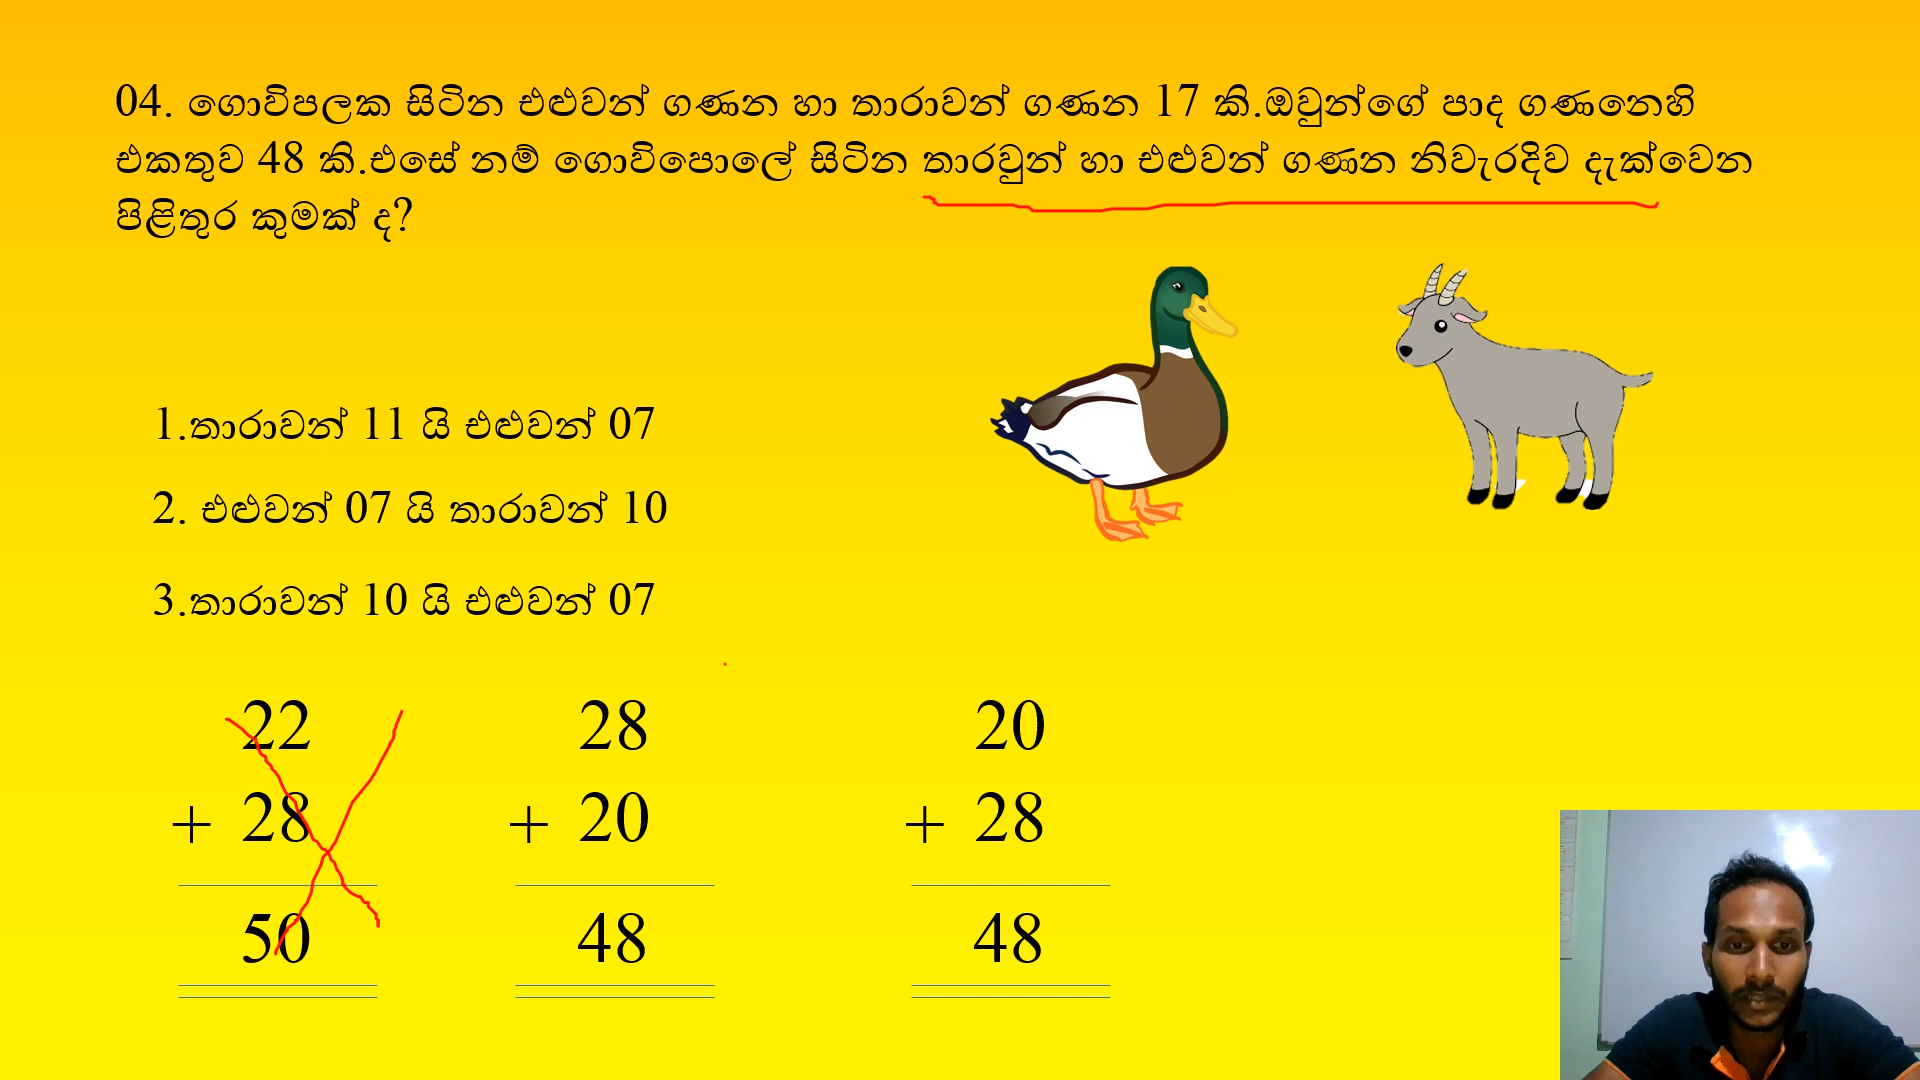 04. ගොවිපලක සිටින එළුවන් ගණන හා තාරාවන් ගණන 17 කි.ඔවුන්ගේ පාද ගණනෙහි
එකතුව 48 කි.එසේ නම් ගොවිපොලේ සිටින තාරවුන් හා එළුවන් ගණන නිවැරදිව දැක්වෙන
පිළිතුර කුමක් ද?
1.තාරාවන් 11 යි එළුවන් 07
2. එළුවන් 07 යි තාරාවන් 10
3.තාරාවන් 10 යි එළුවන් 07
22
+ 28
50
28
+ 20
48
20
+ 28
48